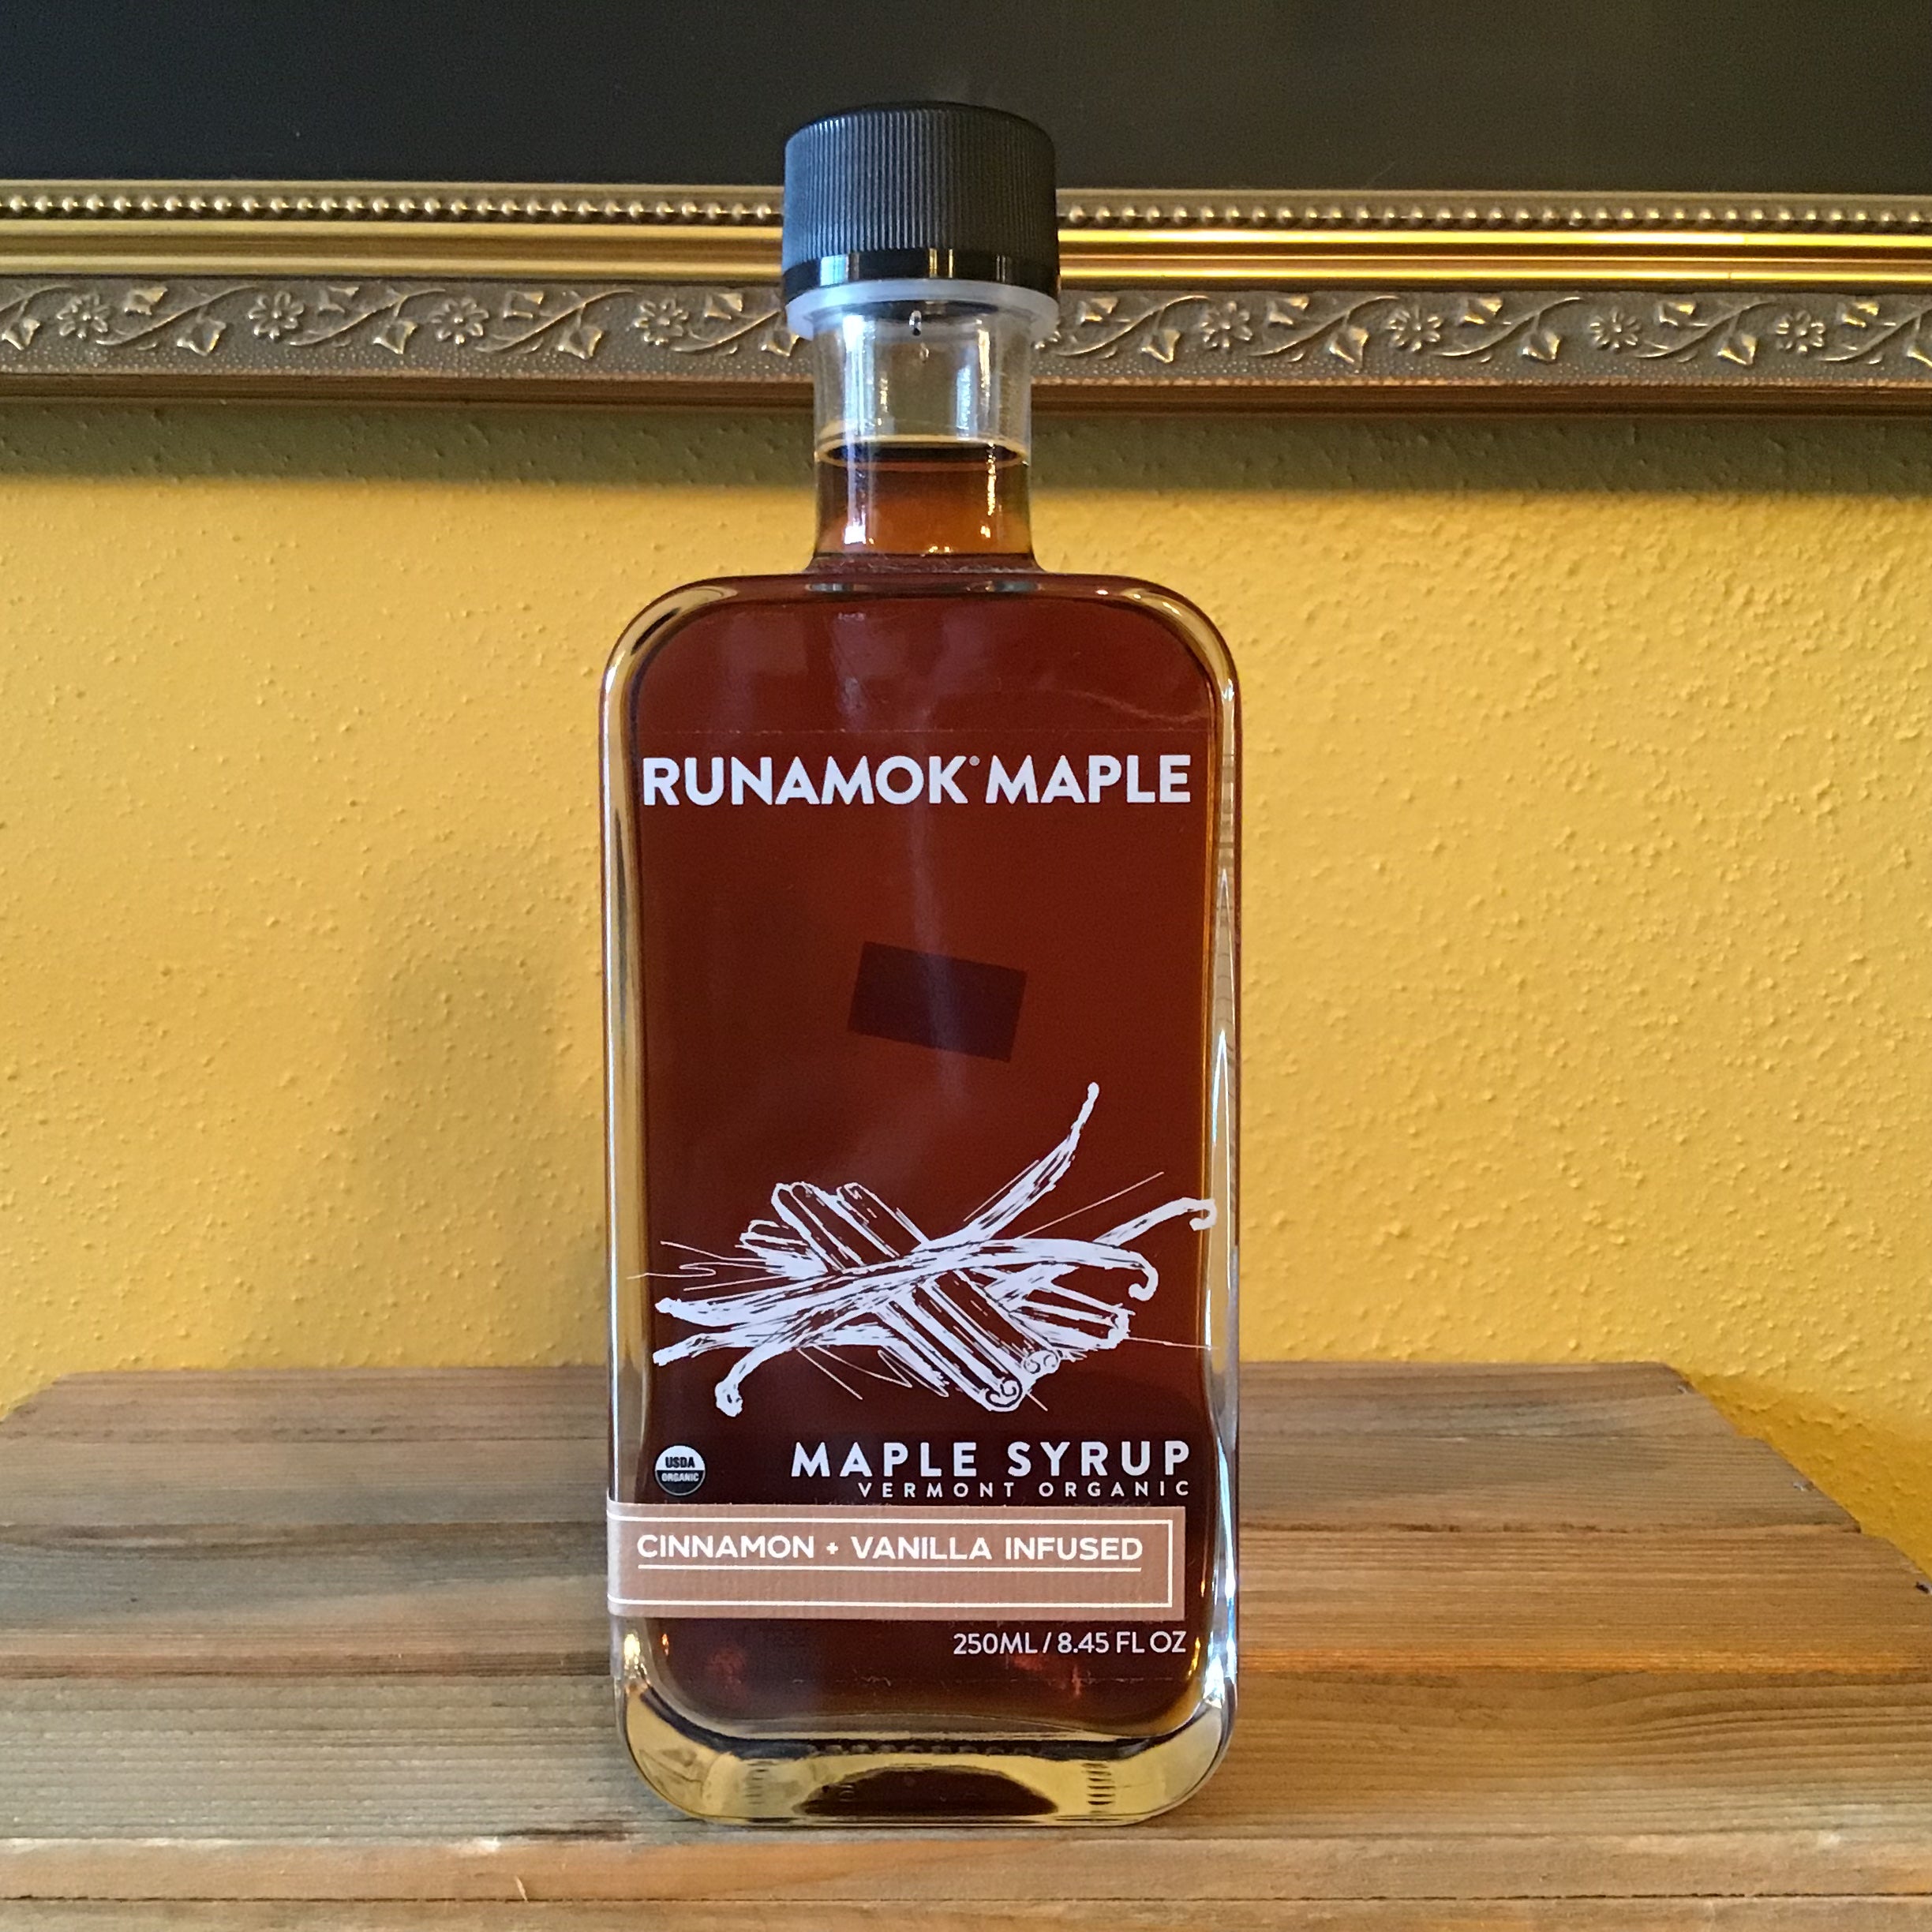 RUNAMOK® MAPLE
USDA
ORGANIC
MAPLE SYRUP
VERMONT ORGANIC
CINNAMON + VANILLA INFUSED
250ML / 8.45 FL OZ